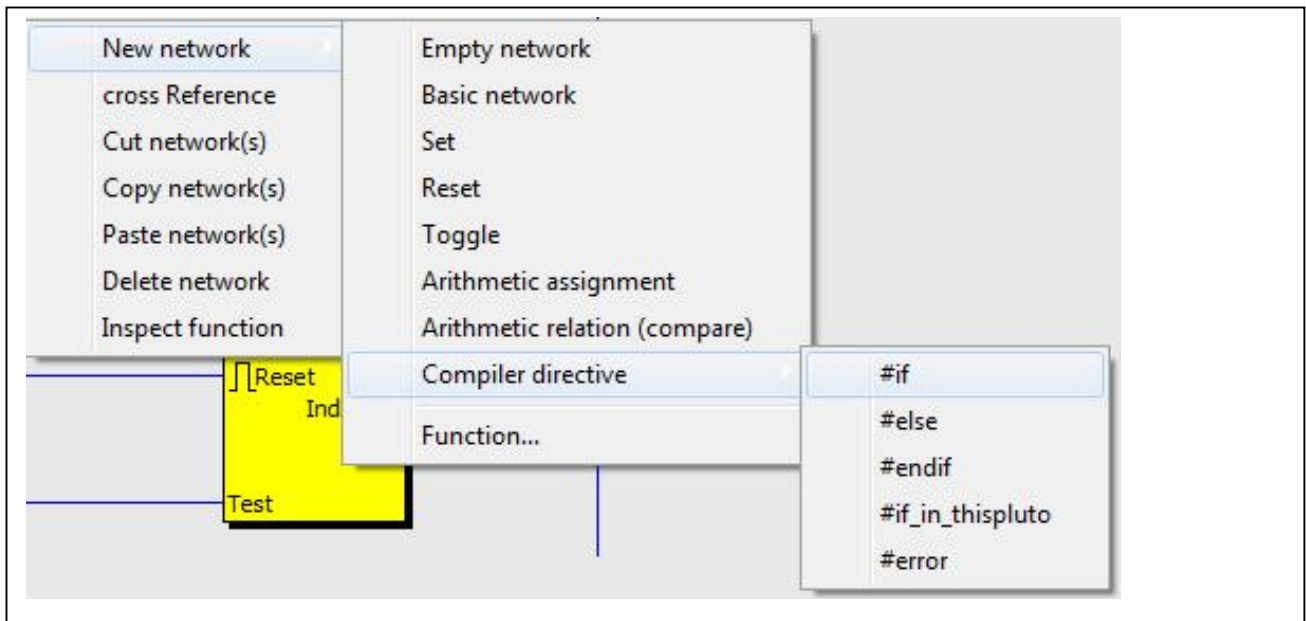 New network
cross Reference
Cut network(s)
Copy network(s)
Paste network(s)
Delete network
Inspect function
Empty network
Basic network
Set
Reset
Toggle
Arithmetic assignment
Arithmetic relation (compare)
Compiler directive
Function...
#if
#else
#endif
#if_in_thispluto
#error
Reset
Ind
Test